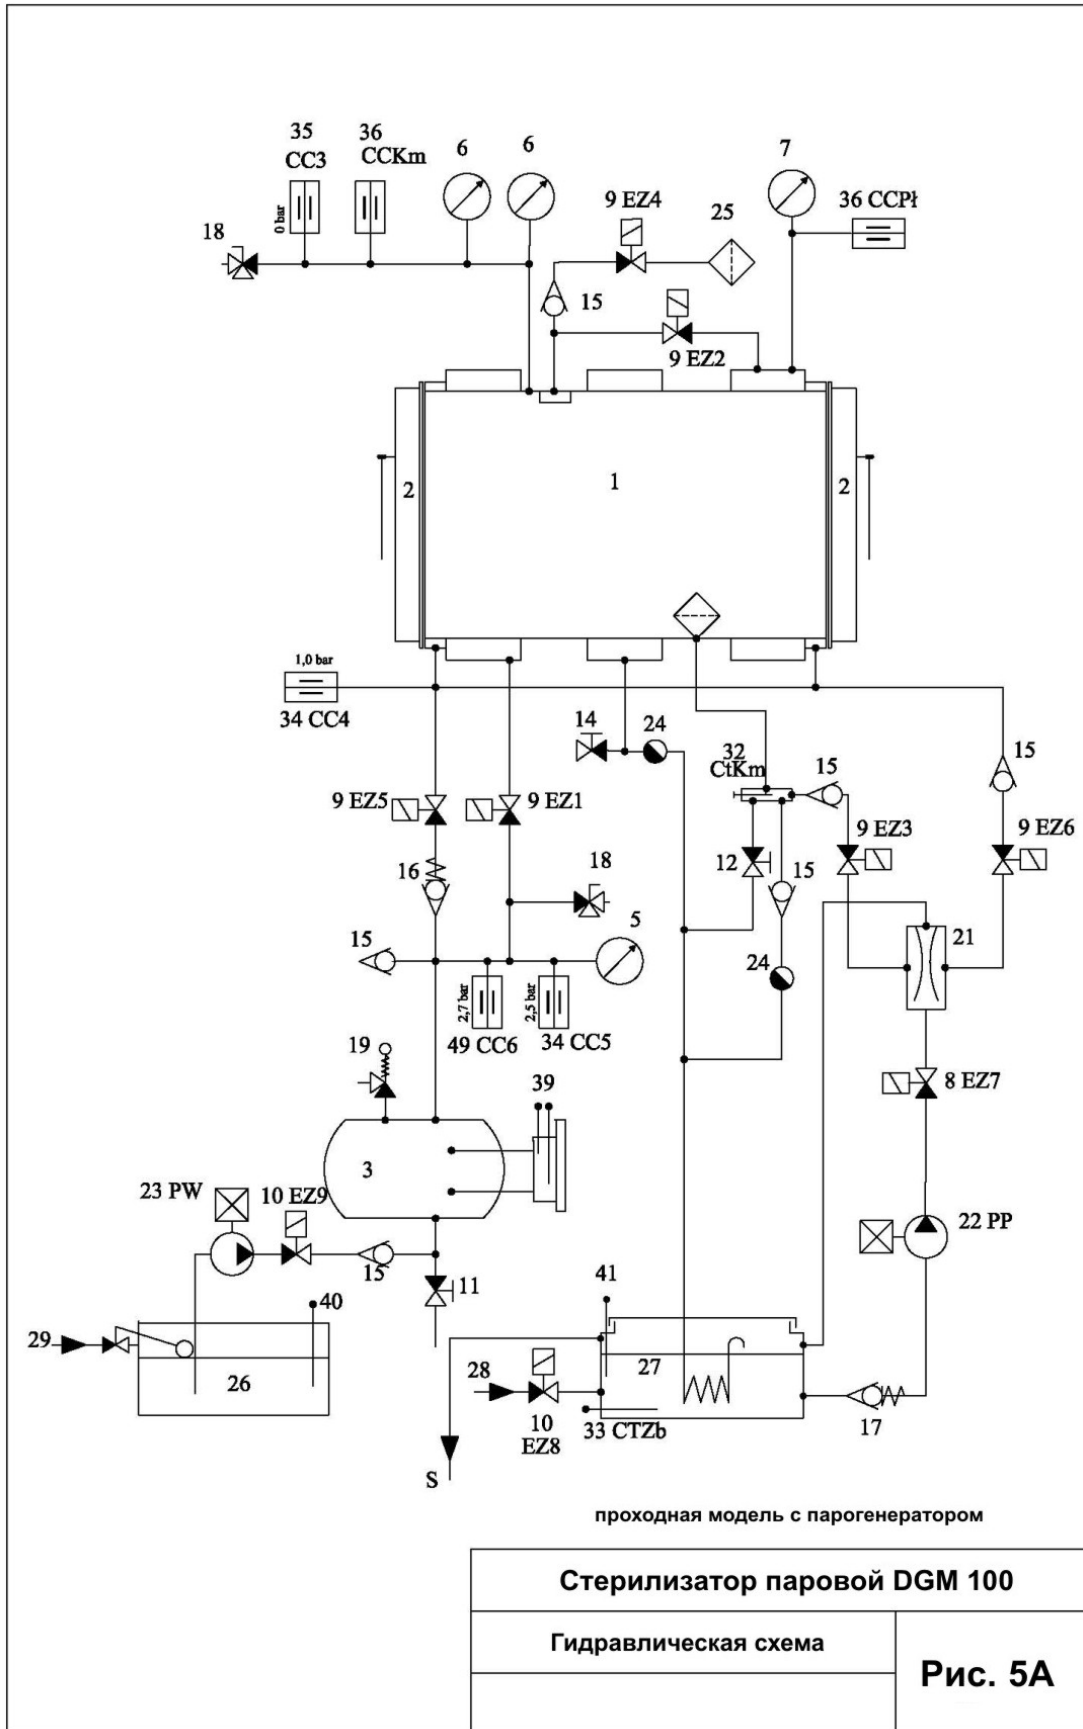 35
CC3
36
CCKm
6
6
7
0 bar
18
9 EZ4
25
36 CCPł
15
9 EZ2
2
1
2
1,0 bar
34 CC4
14
24
32
CtKm
15
15
9 EZ5
9 EZ1
9 EZ3
9 EZ6
16
12
15
18
15
5
21
24
2,7 bar
2,5 bar
49 CC6
34 CC5
19
39
8 EZ7
3
23 PW
10 EZ9
22 PP
15
11
41
40
29
26
28
27
10
EZ8
33 CTZb
17
S
проходная модель с парогенератором
Стерилизатор паровой DGM 100
Гидравлическая схема
Рис. 5А